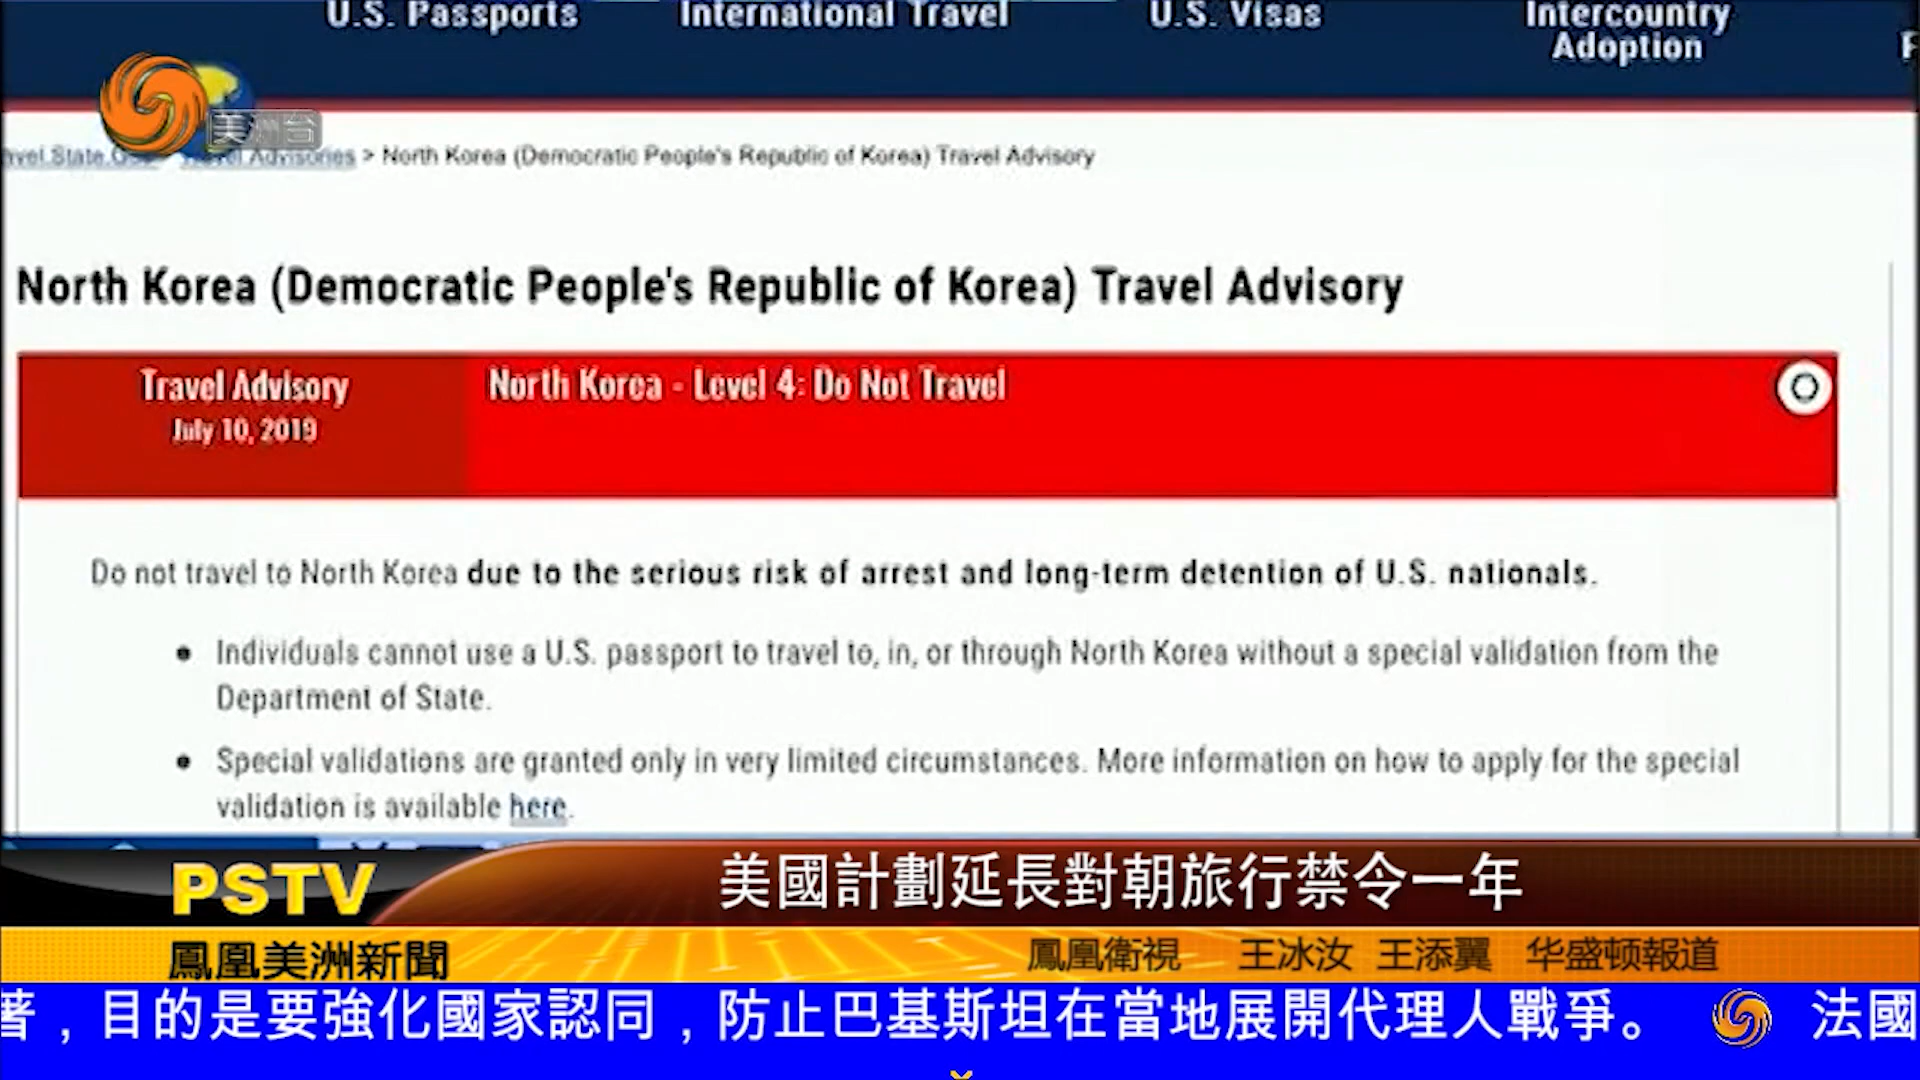 U.S. Passports
International Travel
U.S. Visas
Intercountry
Adoption
美洲台
Travel Advisories > North Korea (Democratic People's Republic of Korea) Travel Advisory
North Korea (Democratic People's Republic of Korea) Travel Advisory
Travel Advisory
July 10, 2019
North Korea - Level 4: Do Not Travel
Do not travel to North Korea due to the serious risk of arrest and long-term detention of U.S. nationals.
Individuals cannot use a U.S. passport to travel to, in, or through North Korea without a special validation from the
Department of State.
Special validations are granted only in very limited circumstances. More information on how to apply for the special
validation is available here.
PSTV
美國計劃延長對朝旅行禁令一年
鳳凰美洲新聞
鳳凰衛視 王冰汝 王添翼 华盛顿報道
著，目的是要強化國家認同，防止巴基斯坦在當地展開代理人戰爭。 法國